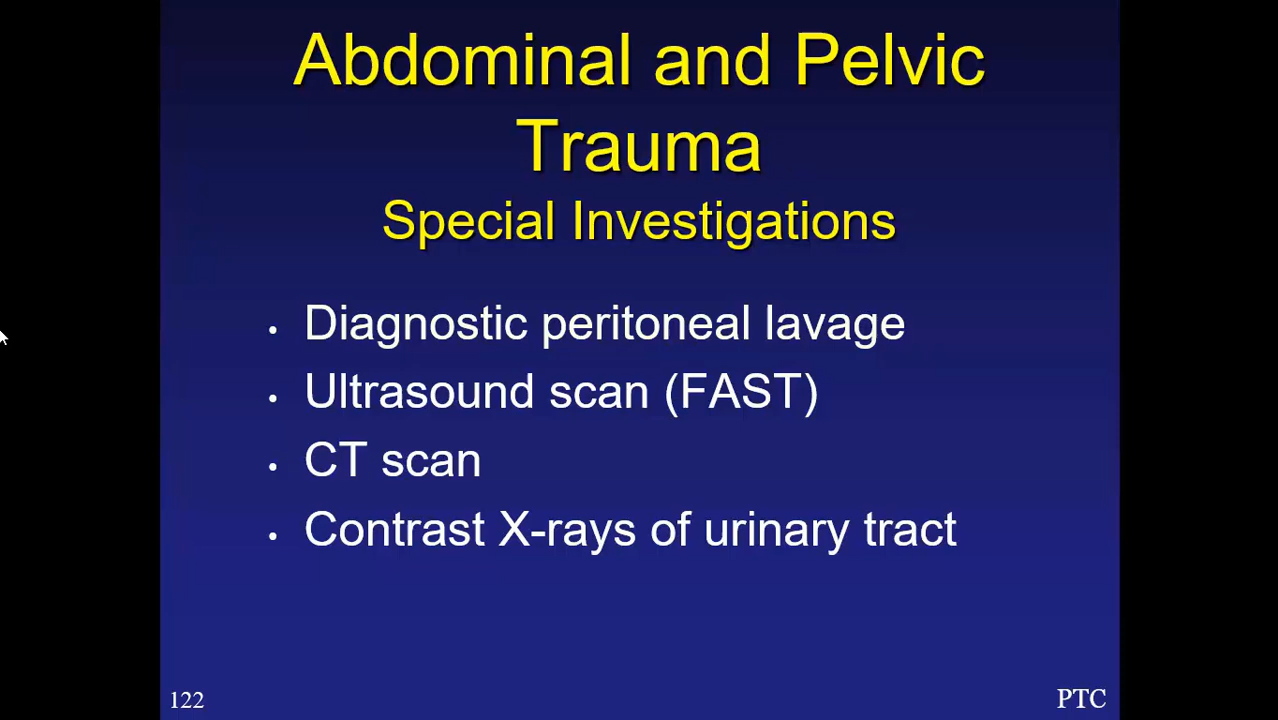 Abdominal and Pelvic
Trauma
Special Investigations
• Diagnostic peritoneal lavage
• Ultrasound scan (FAST)
• CT scan
• Contrast X-rays of urinary tract
122
PTC